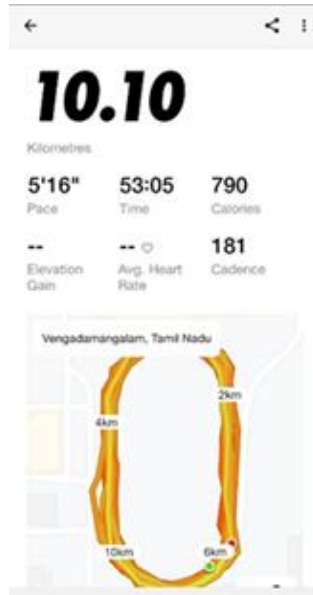 10.10
Kilometres
5'16" 53:05 790
Pace Time Calories
-- -- 181
Elevation Gain Avg. Heart Rate Cadence
Vengadamangalam, Tamil Nadu
2km
4km
10km 6km